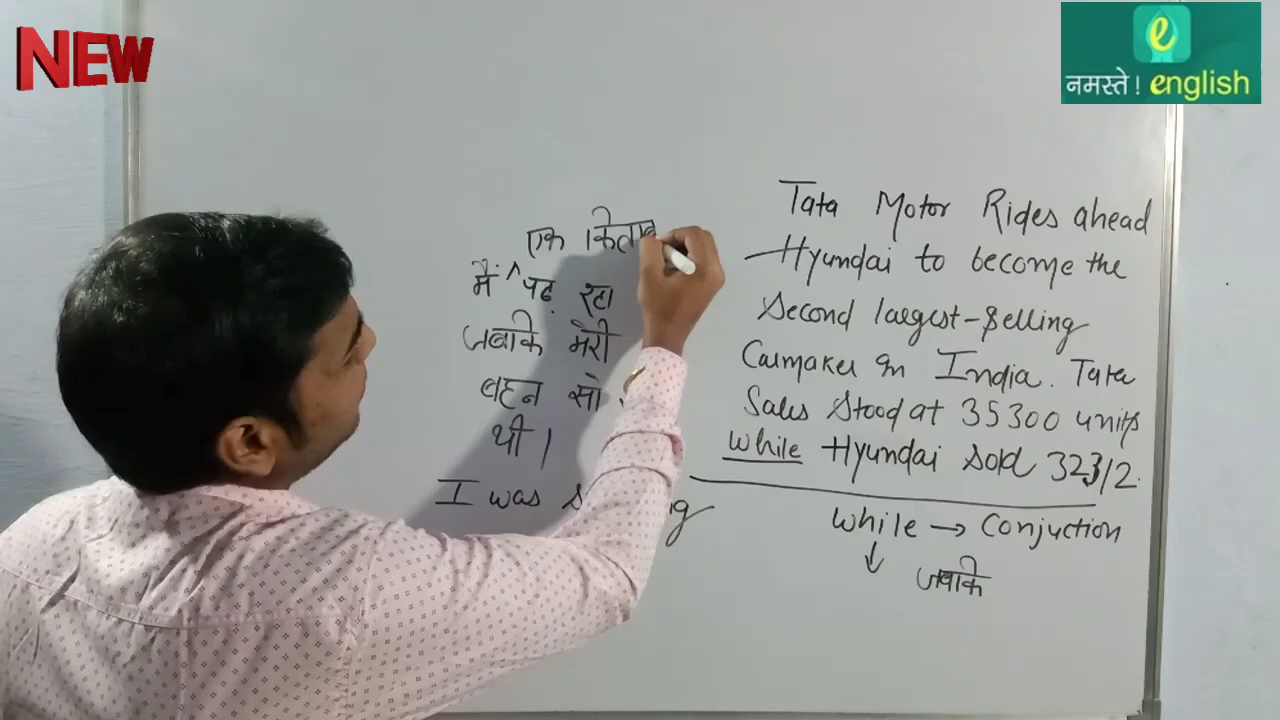 NEW
e
नमस्ते! english
एक किताब
मैं ^ पढ़ रहा
जबकि मेरी
बहन सो
थी।
I was
Tata Motor Rides ahead
Hyundai to become the
Second largest-Selling
Carmaker in India. Tata
Sales Stood at 35300 units
while Hyundai Sold 32312.
while → Conjuction
↓ जबकि